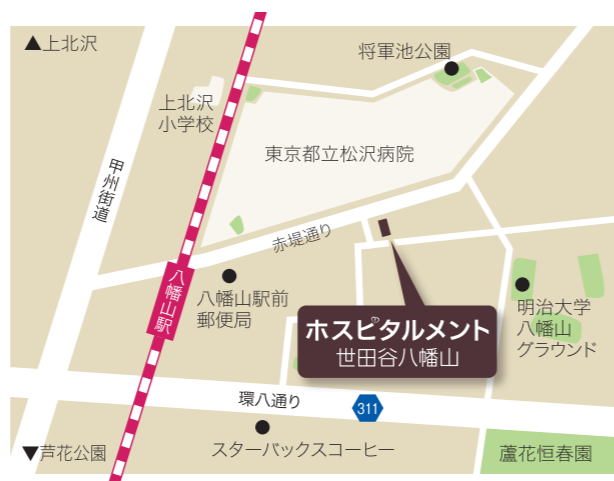 ▲上北沢
将軍池公園
上北沢
小学校
東京都立松沢病院
甲州街道
赤堤通り
八幡山駅
八幡山駅前
郵便局
ホスピタルメント
世田谷八幡山
明治大学
八幡山
グラウンド
環八通り
311
スターバックスコーヒー
▼芦花公園
蘆花恒春園